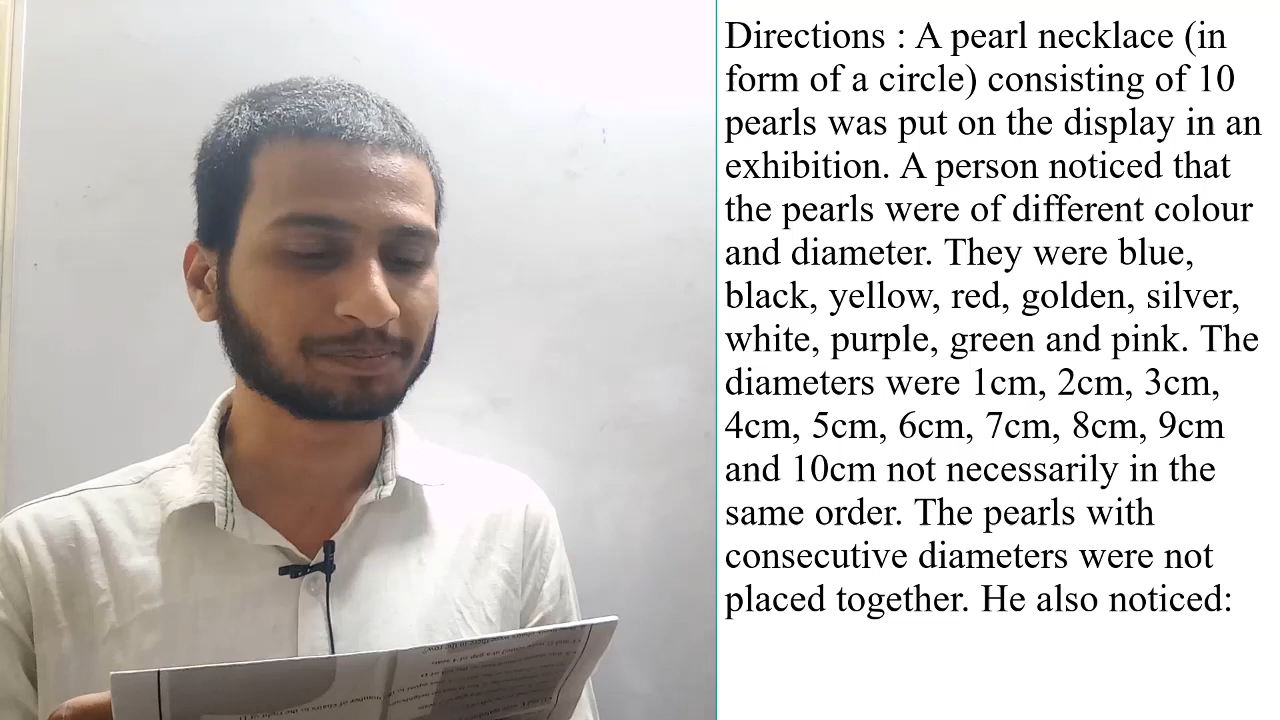 Directions : A pearl necklace (in
form of a circle) consisting of 10
pearls was put on the display in an
exhibition. A person noticed that
the pearls were of different colour
and diameter. They were blue,
black, yellow, red, golden, silver,
white, purple, green and pink. The
diameters were 1cm, 2cm, 3cm,
4cm, 5cm, 6cm, 7cm, 8cm, 9cm
and 10cm not necessarily in the
same order. The pearls with
consecutive diameters were not
placed together. He also noticed: